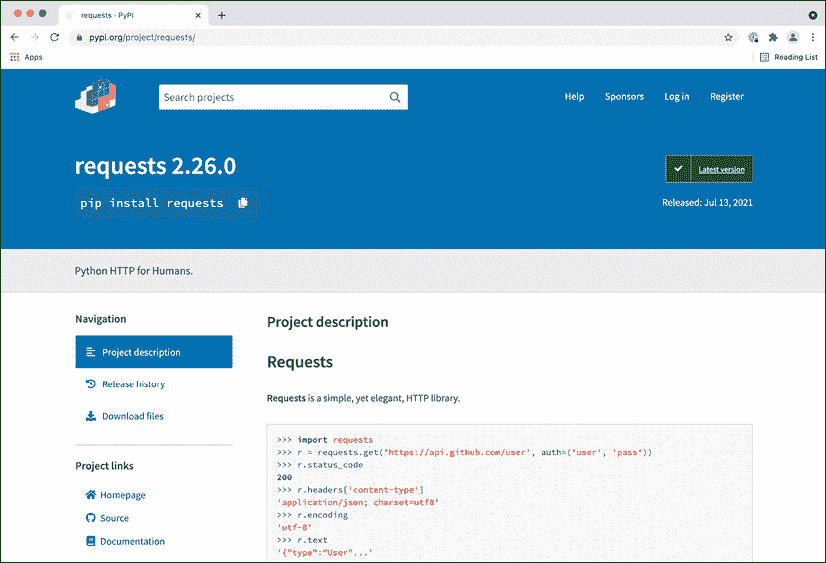 requests · PyPI
pypi.org/project/requests/
Apps
Reading List
Search projects
Help
Sponsors
Log in
Register
requests 2.26.0
Latest version
pip install requests
Released: Jul 13, 2021
Python HTTP for Humans.
Navigation
Project description
Release history
Download files
Project links
Homepage
Source
Documentation
Project description
Requests
Requests is a simple, yet elegant, HTTP library.
>>> import requests
>>> r = requests.get('https://api.github.com/user', auth=('user', 'pass'))
>>> r.status_code
200
>>> r.headers['content-type']
'application/json; charset=utf8'
>>> r.encoding
'utf-8'
>>> r.text
'{"type":"User"...'